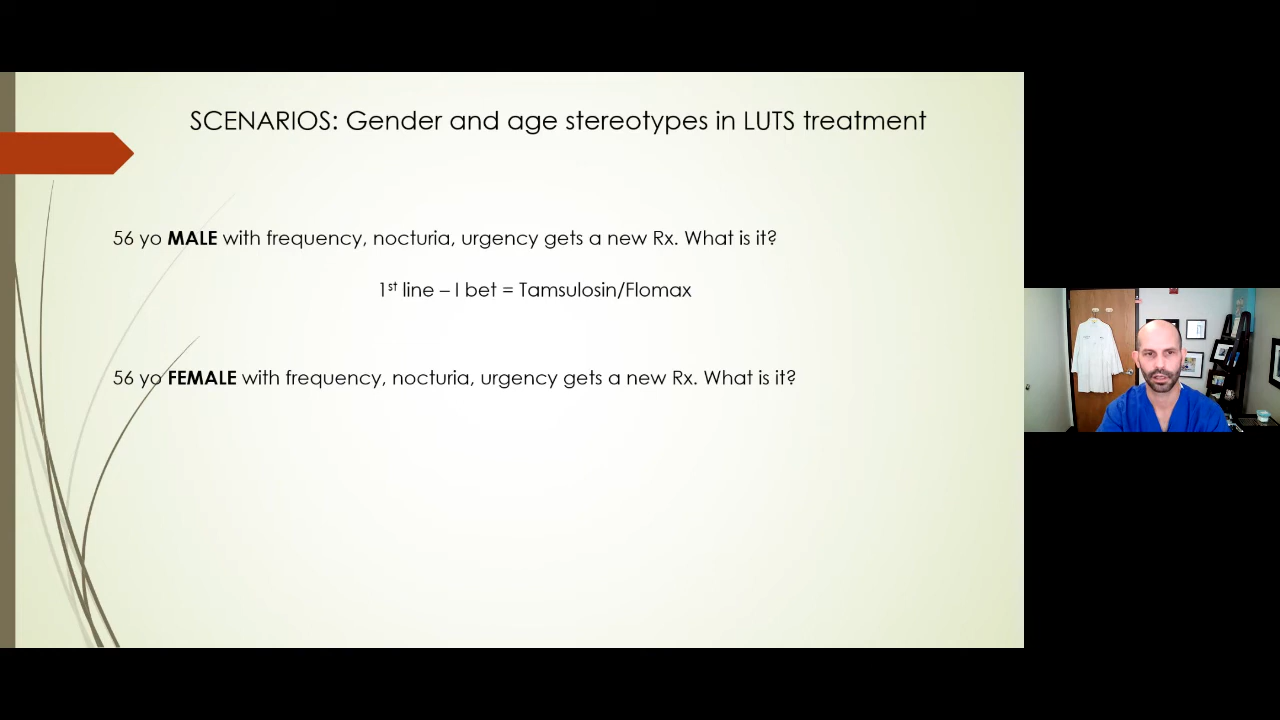 SCENARIOS: Gender and age stereotypes in LUTS treatment
56 yo MALE with frequency, nocturia, urgency gets a new Rx. What is it?
1st line – I bet = Tamsulosin/Flomax
56 yo FEMALE with frequency, nocturia, urgency gets a new Rx. What is it?